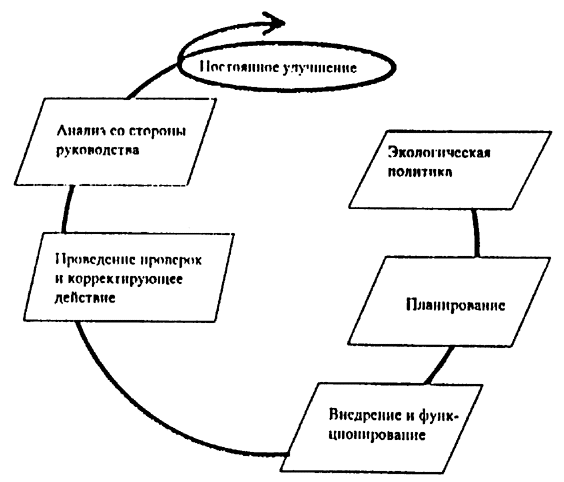 Постоянное улучшение
Анализ со стороны
руководства
Экологическая
политика
Проведение проверок
и корректирующее
действие
Планирование
Внедрение и функ-
ционирование